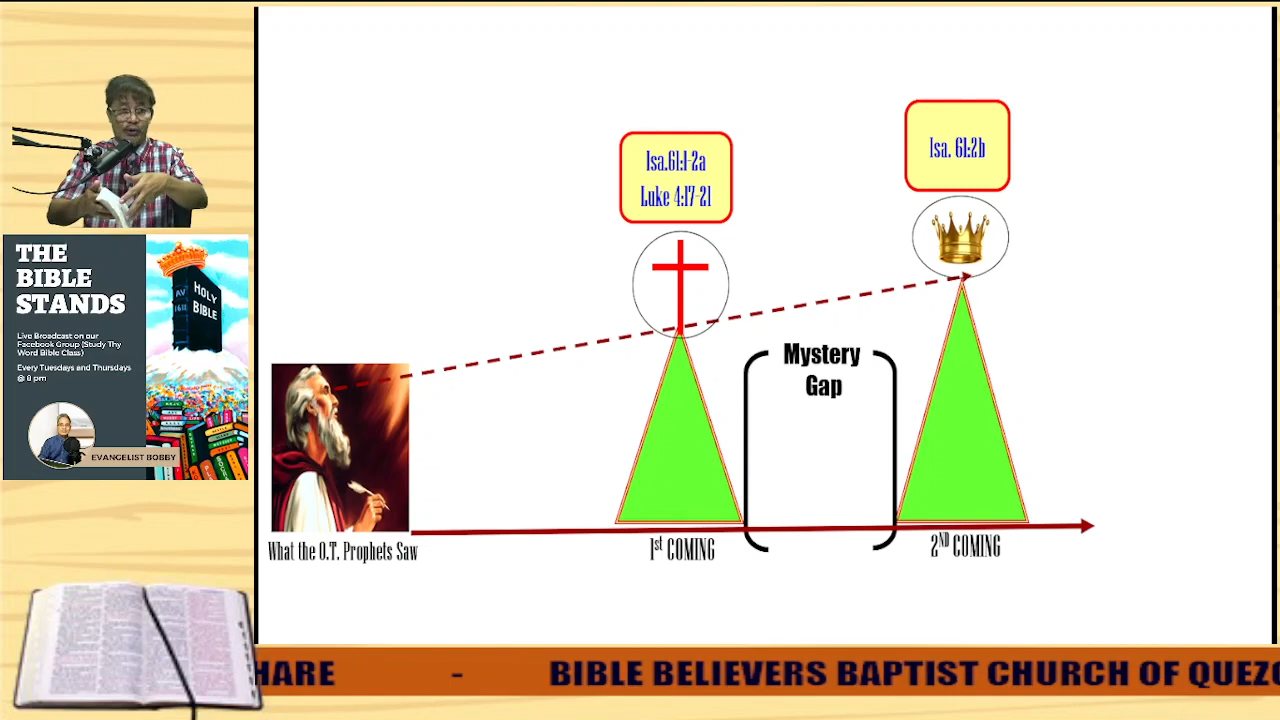 THE
BIBLE
STANDS
Live Broadcast on our
Facebook Group (Study Thy
Word Bible Class)
Every Tuesdays and Thursdays
@ 8 pm
EVANGELIST BOBBY
AV
1611
HOLY
BIBLE
Isa.61:1-2a
Luke 4:17-21
Isa. 61:2b
Mystery
Gap
What the O.T. Prophets Saw
1st COMING
2ND COMING
HARE - BIBLE BELIEVERS BAPTIST CHURCH OF QUEZO